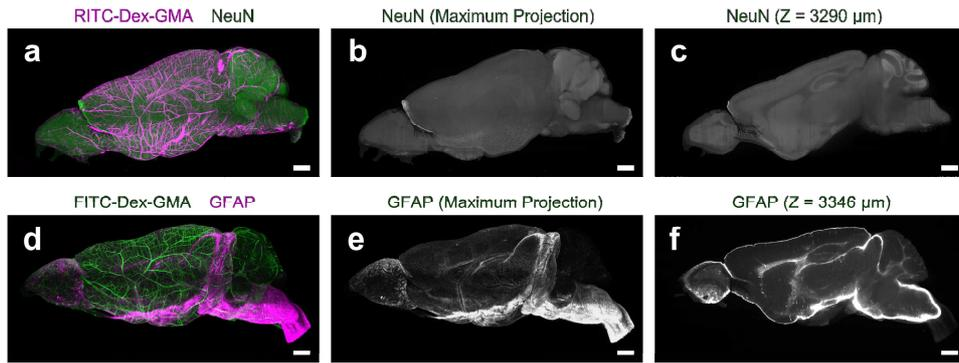 RITC-Dex-GMA NeuN
NeuN (Maximum Projection)
NeuN (Z = 3290 µm)
a
b
c
FITC-Dex-GMA GFAP
GFAP (Maximum Projection)
GFAP (Z = 3346 µm)
d
e
f